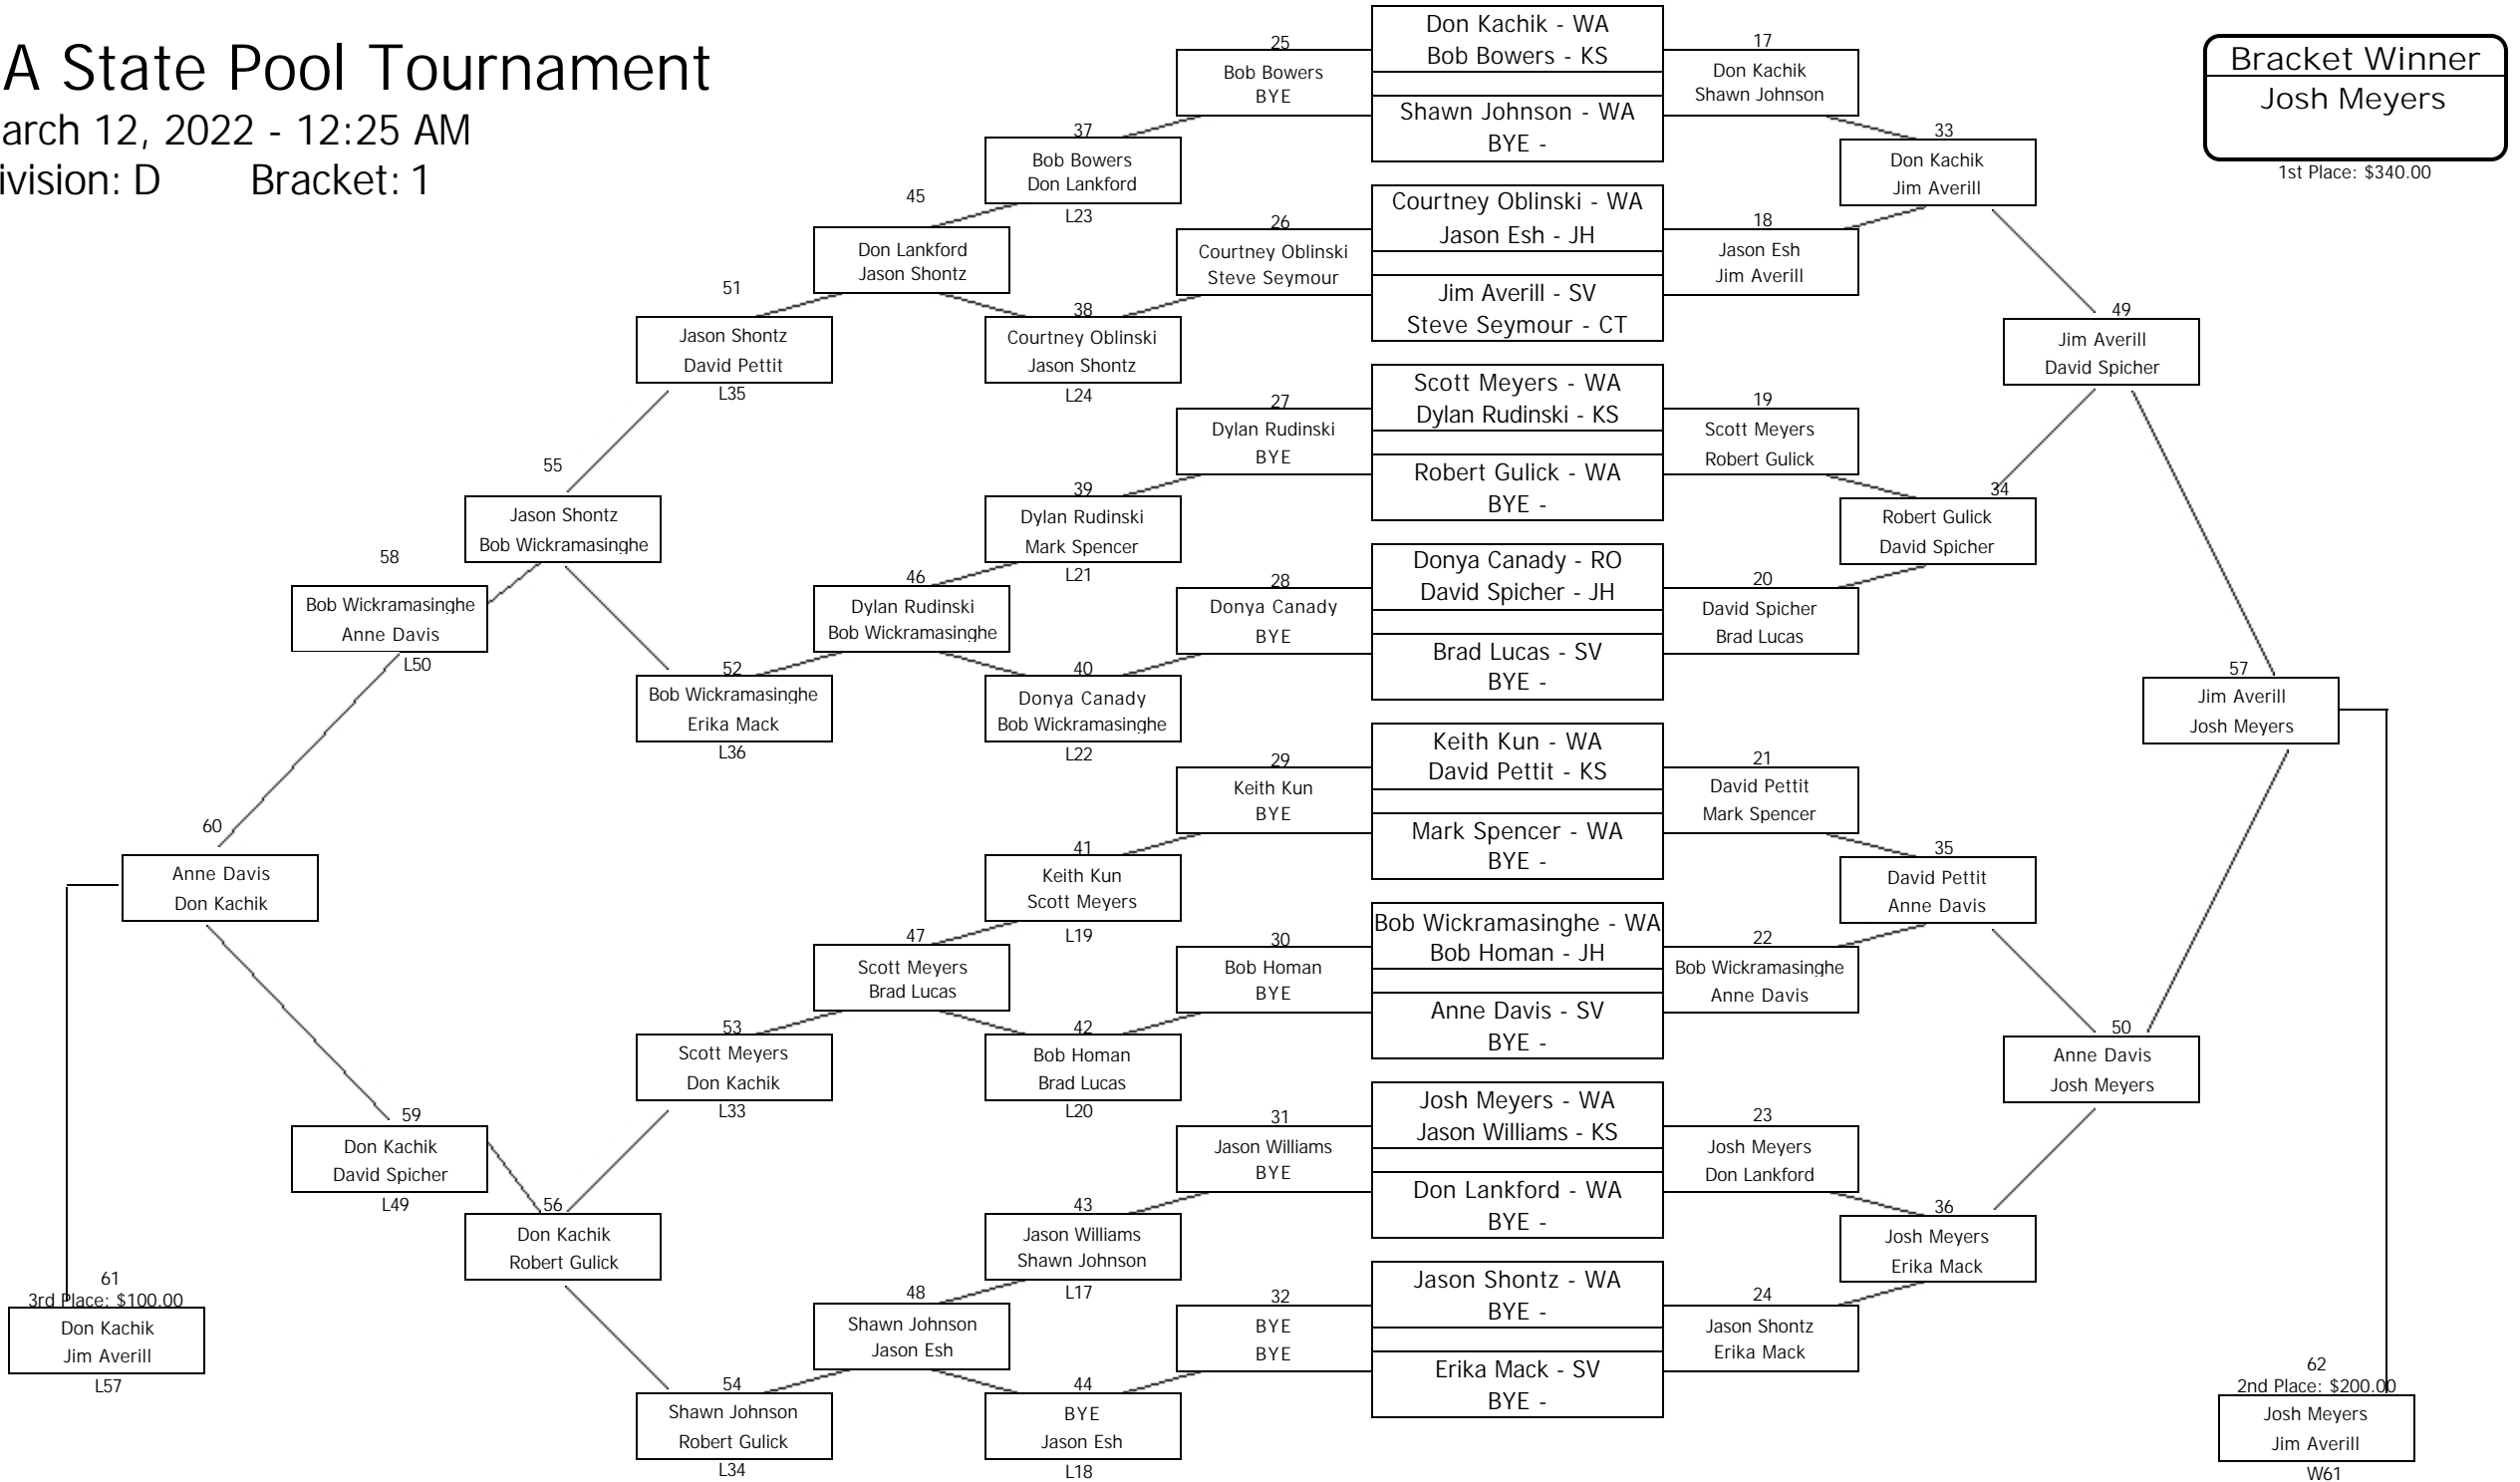 A State Pool Tournament
arch 12, 2022 - 12:25 AM
ivision: D Bracket: 1
Bracket Winner
Josh Meyers
1st Place: $340.00
60
Anne Davis
Don Kachik
61
3rd Place: $100.00
Don Kachik
Jim Averill
L57
58
Bob Wickramasinghe
Anne Davis
L50
59
Don Kachik
David Spicher
L49
55
Jason Shontz
Bob Wickramasinghe
56
Don Kachik
Robert Gulick
51
Jason Shontz
David Pettit
L35
52
Bob Wickramasinghe
Erika Mack
L36
53
Scott Meyers
Don Kachik
L33
54
Shawn Johnson
Robert Gulick
L34
45
Don Lankford
Jason Shontz
46
Dylan Rudinski
Bob Wickramasinghe
47
Scott Meyers
Brad Lucas
48
Shawn Johnson
Jason Esh
37
Bob Bowers
Don Lankford
L23
38
Courtney Oblinski
Jason Shontz
L24
39
Dylan Rudinski
Mark Spencer
L21
40
Donya Canady
Bob Wickramasinghe
L22
41
Keith Kun
Scott Meyers
L19
42
Bob Homan
Brad Lucas
L20
43
Jason Williams
Shawn Johnson
L17
44
BYE
Jason Esh
L18
25
Bob Bowers
BYE
26
Courtney Oblinski
Steve Seymour
27
Dylan Rudinski
BYE
28
Donya Canady
BYE
29
Keith Kun
BYE
30
Bob Homan
BYE
31
Jason Williams
BYE
32
BYE
BYE
Don Kachik - WA
Bob Bowers - KS
Shawn Johnson - WA
BYE -
Courtney Oblinski - WA
Jason Esh - JH
Jim Averill - SV
Steve Seymour - CT
Scott Meyers - WA
Dylan Rudinski - KS
Robert Gulick - WA
BYE -
Donya Canady - RO
David Spicher - JH
Brad Lucas - SV
BYE -
Keith Kun - WA
David Pettit - KS
Mark Spencer - WA
BYE -
Bob Wickramasinghe - WA
Bob Homan - JH
Anne Davis - SV
BYE -
Josh Meyers - WA
Jason Williams - KS
Don Lankford - WA
BYE -
Jason Shontz - WA
BYE -
Erika Mack - SV
BYE -
17
Don Kachik
Shawn Johnson
18
Jason Esh
Jim Averill
19
Scott Meyers
Robert Gulick
20
David Spicher
Brad Lucas
21
David Pettit
Mark Spencer
22
Bob Wickramasinghe
Anne Davis
23
Josh Meyers
Don Lankford
24
Jason Shontz
Erika Mack
33
Don Kachik
Jim Averill
34
Robert Gulick
David Spicher
35
David Pettit
Anne Davis
36
Josh Meyers
Erika Mack
49
Jim Averill
David Spicher
50
Anne Davis
Josh Meyers
57
Jim Averill
Josh Meyers
62
2nd Place: $200.00
Josh Meyers
Jim Averill
W61